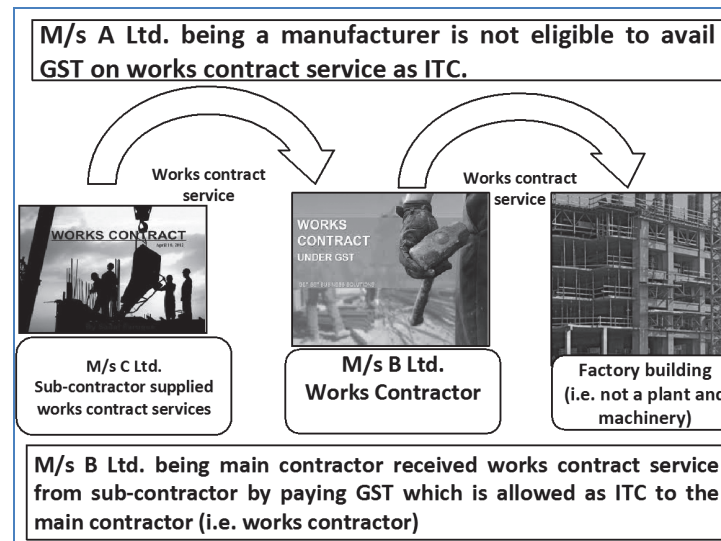 M/s A Ltd. being a manufacturer is not eligible to avail
GST on works contract service as ITC.
Works contract
service
Works contract
service
WORKS CONTRACT
WORKS
CONTRACT
UNDER GST
M/s C Ltd.
Sub-contractor supplied
works contract services
M/s B Ltd.
Works Contractor
Factory building
(i.e. not a plant and
machinery)
M/s B Ltd. being main contractor received works contract service
from sub-contractor by paying GST which is allowed as ITC to the
main contractor (i.e. works contractor)